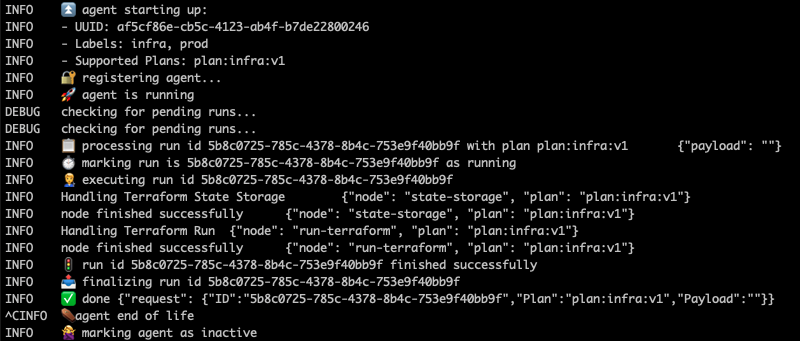 INFO ⏫ agent starting up:
INFO - UUID: af5cf86e-cb5c-4123-ab4f-b7de22800246
INFO - Labels: infra, prod
INFO - Supported Plans: plan:infra:v1
INFO 🔐 registering agent...
INFO 🚀 agent is running
DEBUG checking for pending runs...
DEBUG checking for pending runs...
INFO 📋 processing run id 5b8c0725-785c-4378-8b4c-753e9f40bb9f with plan plan:infra:v1 {"payload": ""}
INFO ⏱ marking run is 5b8c0725-785c-4378-8b4c-753e9f40bb9f as running
INFO 👩‍⚖️ executing run id 5b8c0725-785c-4378-8b4c-753e9f40bb9f
INFO Handling Terraform State Storage {"node": "state-storage", "plan": "plan:infra:v1"}
INFO node finished successfully {"node": "state-storage", "plan": "plan:infra:v1"}
INFO Handling Terraform Run {"node": "run-terraform", "plan": "plan:infra:v1"}
INFO node finished successfully {"node": "run-terraform", "plan": "plan:infra:v1"}
INFO 🚦 run id 5b8c0725-785c-4378-8b4c-753e9f40bb9f finished successfully
INFO 📤 finalizing run id 5b8c0725-785c-4378-8b4c-753e9f40bb9f
INFO ✅ done {"request": {"ID":"5b8c0725-785c-4378-8b4c-753e9f40bb9f","Plan":"plan:infra:v1","Payload":""}}
^CINFO ⚰️agent end of life
INFO 🙅‍♀️ marking agent as inactive